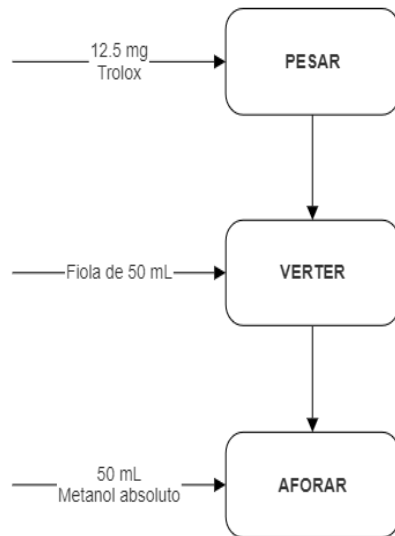 12.5 mg
Trolox
PESAR
Fiola de 50 mL
VERTER
50 mL
Metanol absoluto
AFORAR